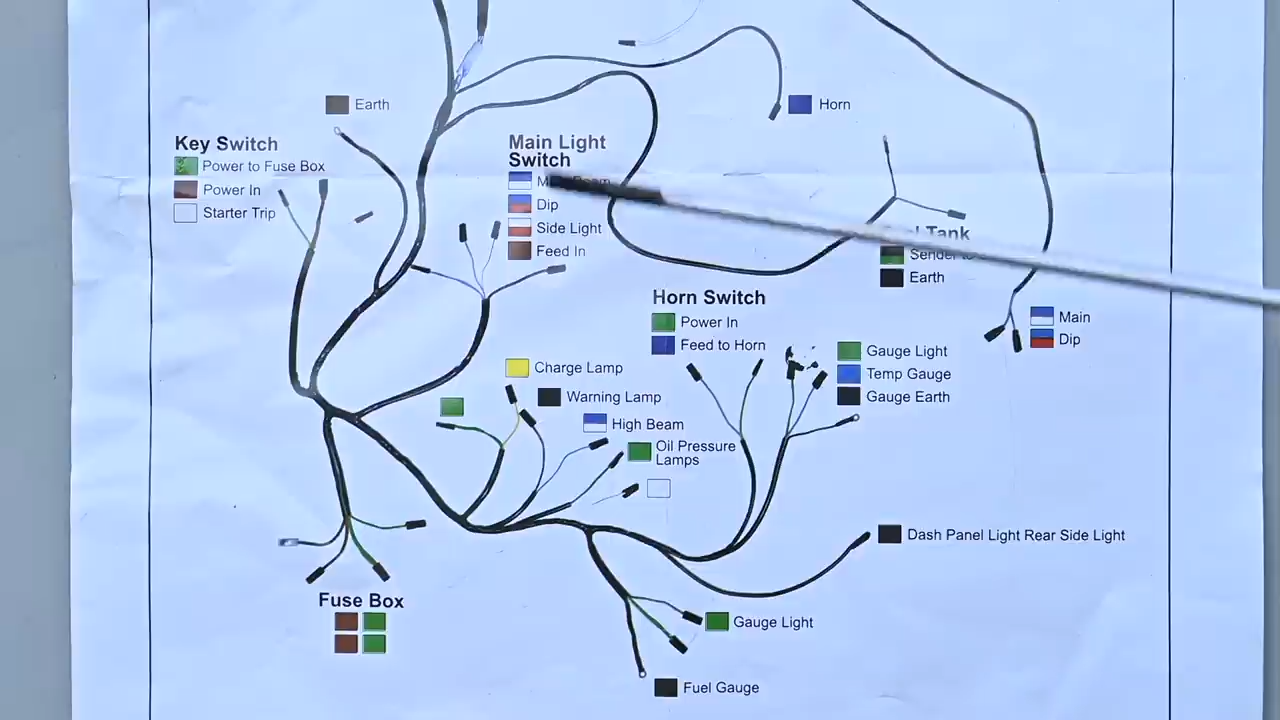 Earth
Horn
Key Switch
Power to Fuse Box
Power In
Starter Trip
Main Light
Switch
Dip
Side Light
Feed In
Tank
Sender to
Earth
Main
Dip
Horn Switch
Power In
Feed to Horn
Gauge Light
Temp Gauge
Gauge Earth
Charge Lamp
Warning Lamp
High Beam
Oil Pressure
Lamps
Dash Panel Light Rear Side Light
Fuse Box
Gauge Light
Fuel Gauge